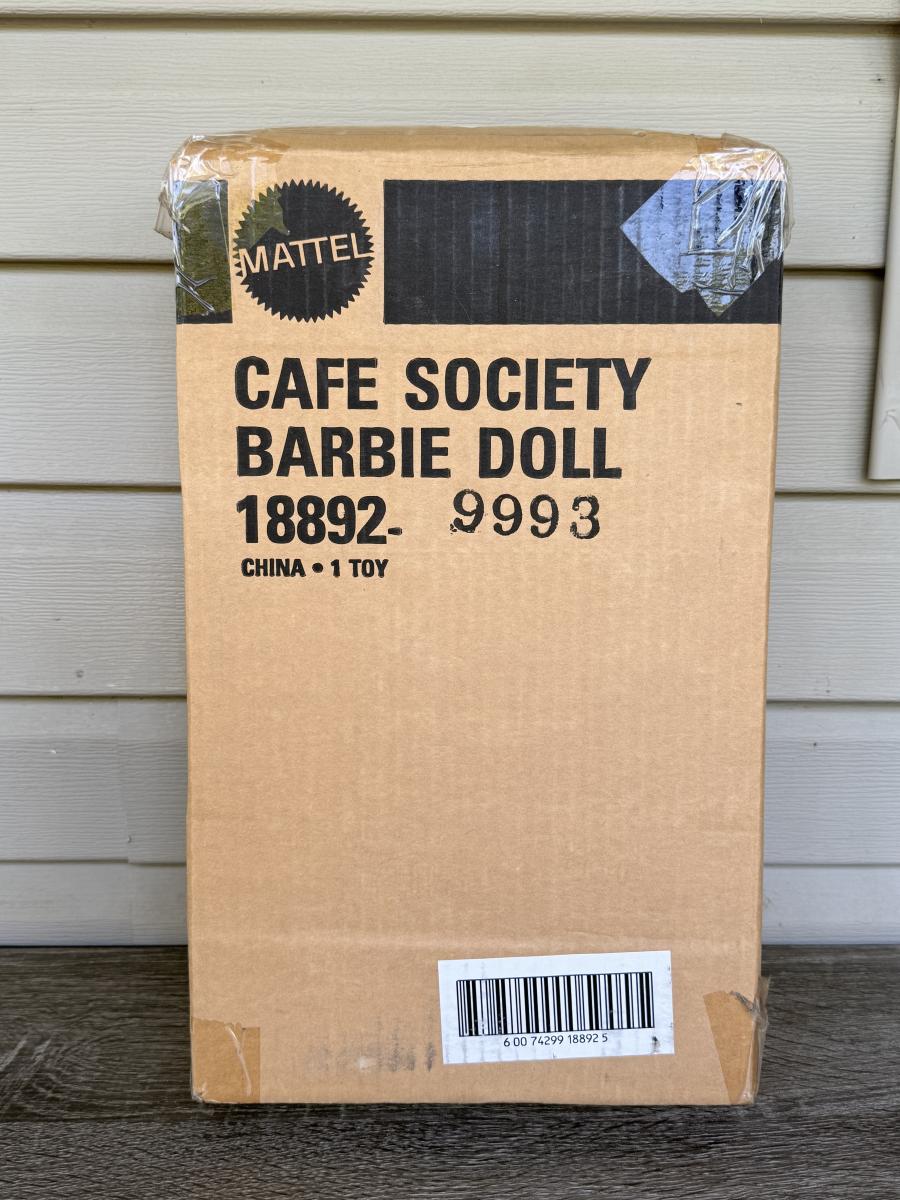 MATTEL
CAFE SOCIETY
BARBIE DOLL
18892- 9993
CHINA • 1 TOY
6 00 74299 18892 5